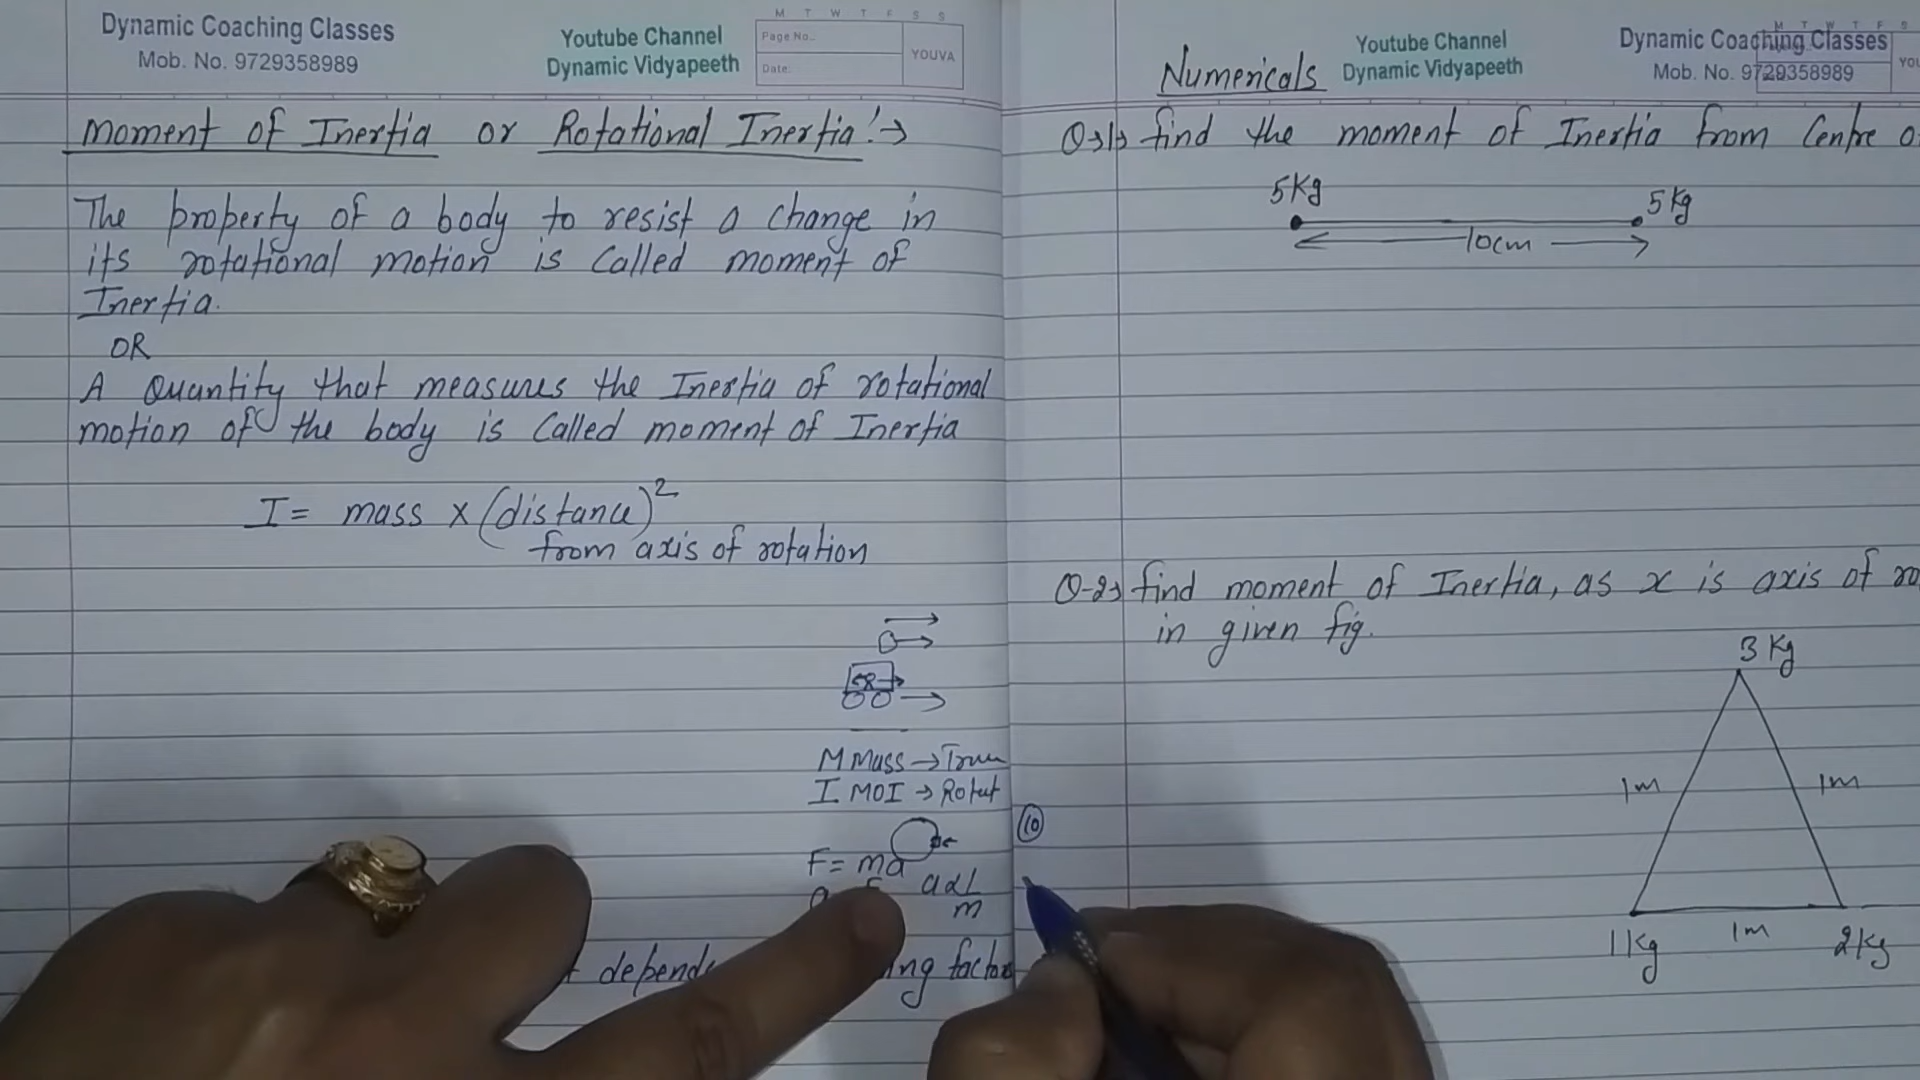 Dynamic Coaching Classes
Mob. No. 9729358989
Youtube Channel
Dynamic Vidyapeeth
M T W T F S S
Page No.
Date:
YOUVA
Moment of Inertia or Rotational Inertia:→
The property of a body to resist a change in
its rotational motion is Called moment of
Inertia.
OR
A Quantity that measures the Inertia of rotational
motion of the body is Called moment of Inertia
I = mass x (distance)²
from axis of rotation
M Mass →
I MOI → Rotat
F = ma
a α 1
m
depend
ing factor
10
Numericals
Youtube Channel
Dynamic Vidyapeeth
Dynamic Coaching Classes
Mob. No. 9729358989
M T W T F S
Q→1→ find the moment of Inertia from Centre
5Kg
5Kg
10cm
Q-2→ find moment of Inertia, as x is axis of
in given fig.
3 Kg
1m
1m
1Kg
1m
2Kg